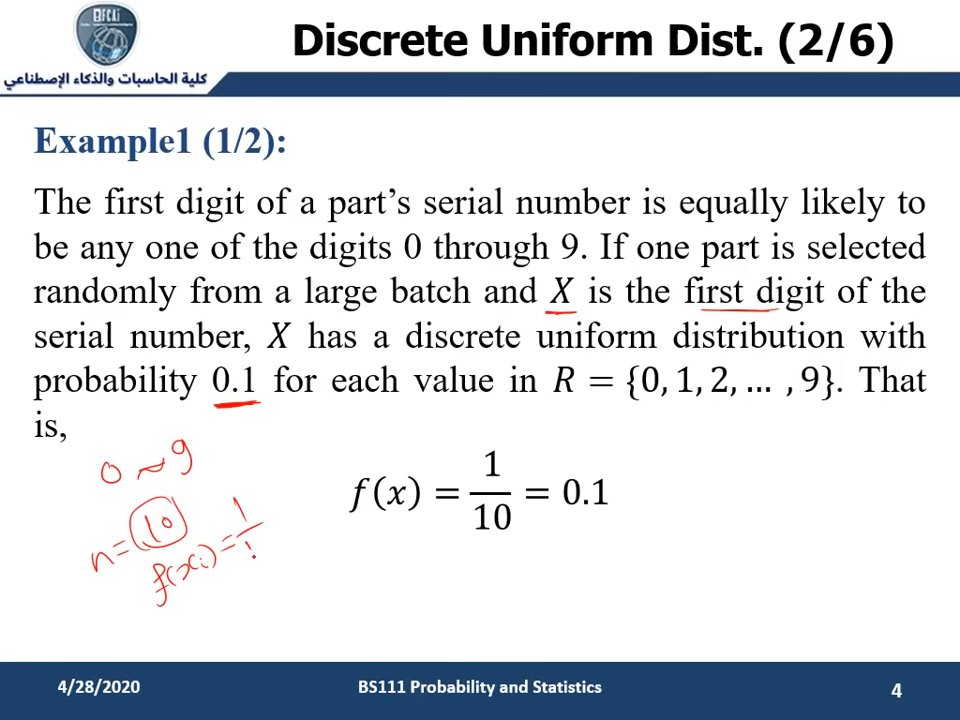 BFCAI
كلية الحاسبات والذكاء الإصطناعي
Discrete Uniform Dist. (2/6)
Example1 (1/2):
The first digit of a part’s serial number is equally likely to
be any one of the digits 0 through 9. If one part is selected
randomly from a large batch and X is the first digit of the
serial number, X has a discrete uniform distribution with
probability 0.1 for each value in R = {0, 1, 2, … , 9}. That
is,
f(x) = 1/10 = 0.1
0 ~ 9
n = 10
f(xi) = 1/
4/28/2020
BS111 Probability and Statistics
4